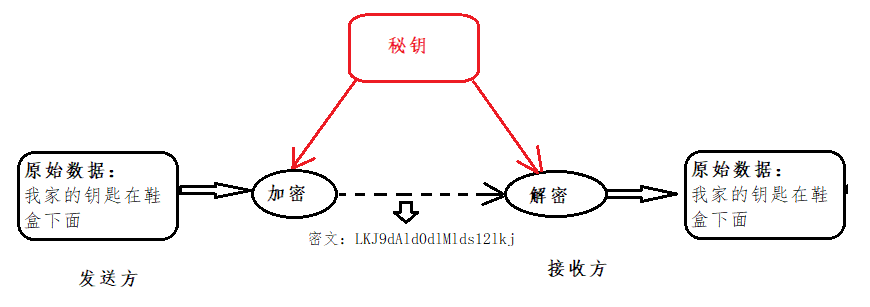 秘钥
原始数据：
我家的钥匙在鞋
盒下面
加密
解密
原始数据：
我家的钥匙在鞋
盒下面
密文：LKJ9dAld0dlMlds12lkj
发送方
接收方